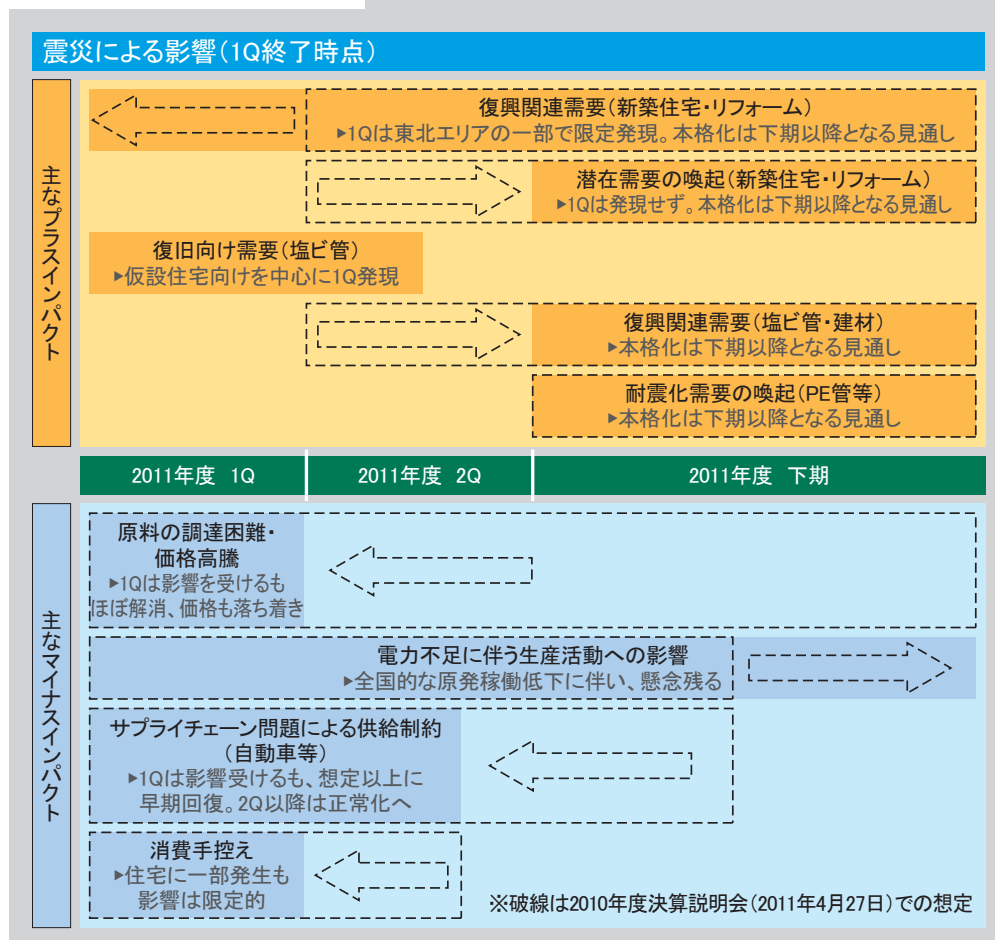 震災による影響(1Q終了時点)
主なプラスインパクト
復興関連需要(新築住宅・リフォーム)
▶1Qは東北エリアの一部で限定発現。本格化は下期以降となる見通し
潜在需要の喚起(新築住宅・リフォーム)
▶1Qは発現せず。本格化は下期以降となる見通し
復旧向け需要(塩ビ管)
▶仮設住宅向けを中心に1Q発現
復興関連需要(塩ビ管・建材)
▶本格化は下期以降となる見通し
耐震化需要の喚起(PE管等)
▶本格化は下期以降となる見通し
2011年度 1Q
2011年度 2Q
2011年度 下期
主なマイナスインパクト
原料の調達困難・
価格高騰
▶1Qは影響を受けるも
ほぼ解消、価格も落ち着き
電力不足に伴う生産活動への影響
▶全国的な原発稼働低下に伴い、懸念残る
サプライチェーン問題による供給制約
(自動車等)
▶1Qは影響受けるも、想定以上に
早期回復。2Q以降は正常化へ
消費手控え
▶住宅に一部発生も
影響は限定的
※破線は2010年度決算説明会(2011年4月27日)での想定